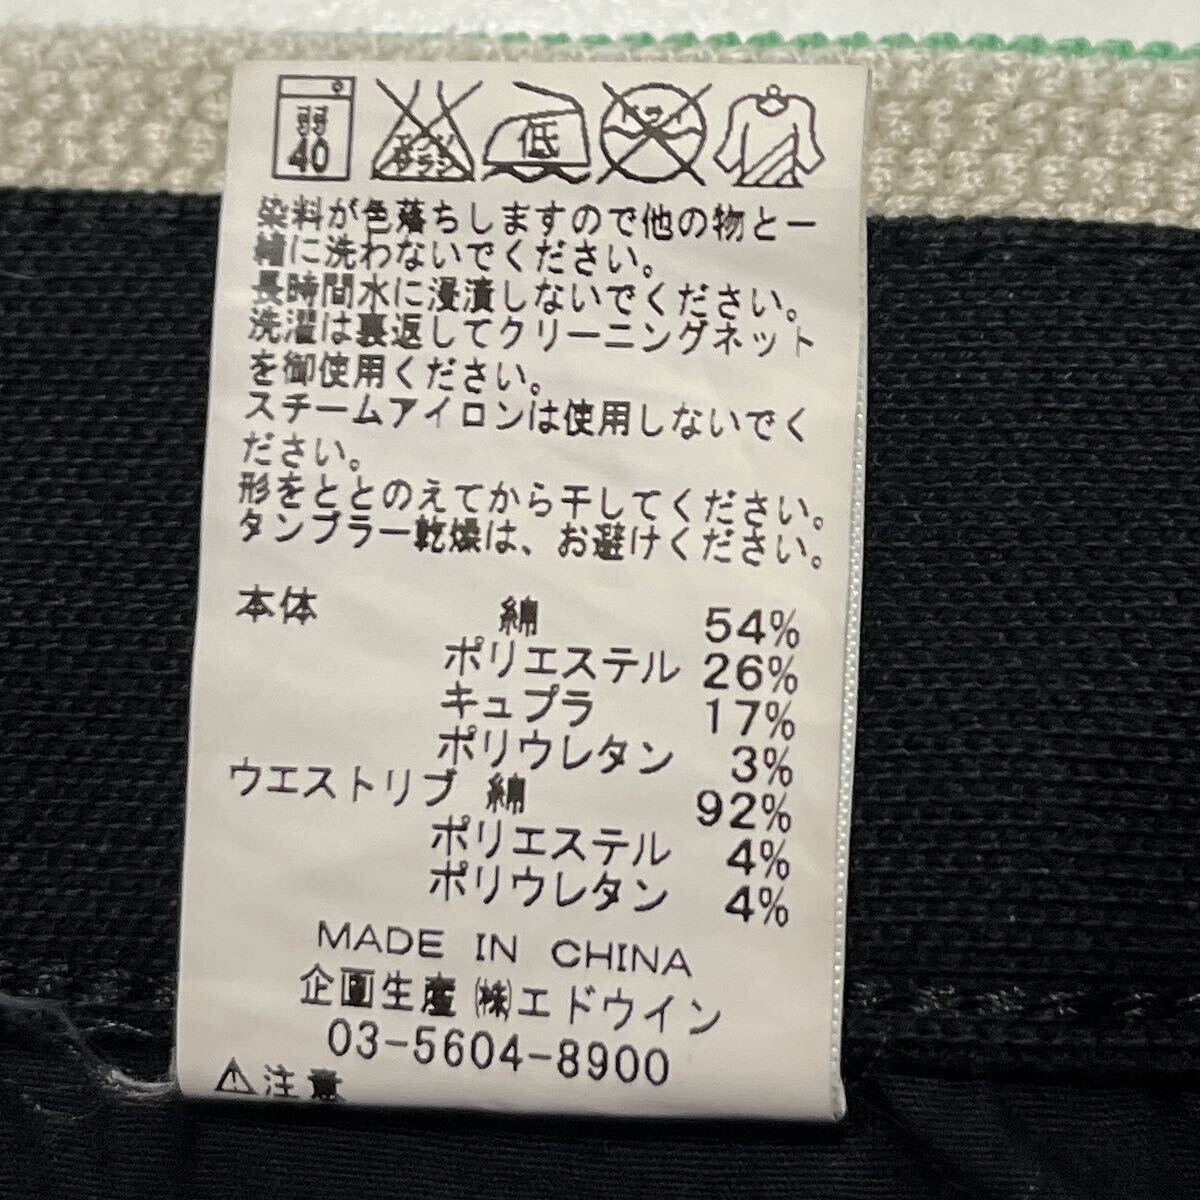 弱
40
エンソ
サラシ
低
ドライ
染料が色落ちしますので他の物と一
緒に洗わないでください。
長時間水に浸漬しないでください。
洗濯は裏返してクリーニングネット
を御使用ください。
スチームアイロンは使用しないでく
ださい。
形をととのえてから干してください。
タンブラー乾燥は、お避けください。
本体 綿 54%
ポリエステル 26%
キュプラ 17%
ポリウレタン 3%
ウエストリブ 綿 92%
ポリエステル 4%
ポリウレタン 4%
MADE IN CHINA
企画生産 ㈱エドウイン
03-5604-8900
⚠注意